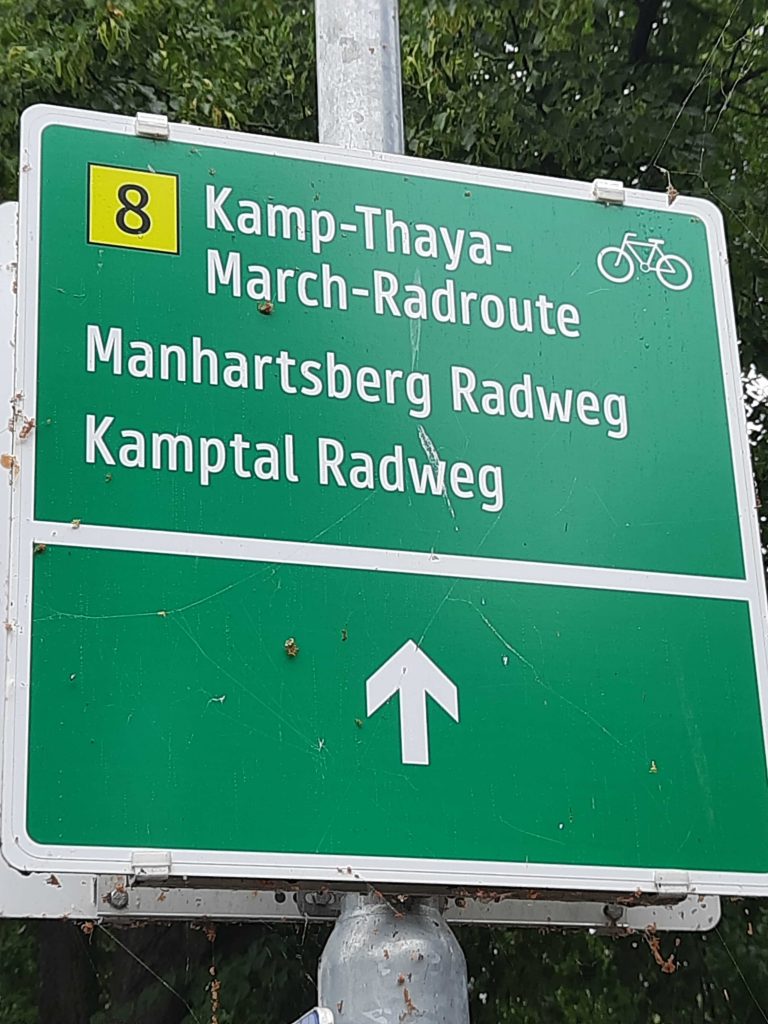 8 Kamp-Thaya-
March-Radroute
Manhartsberg Radweg
Kamptal Radweg